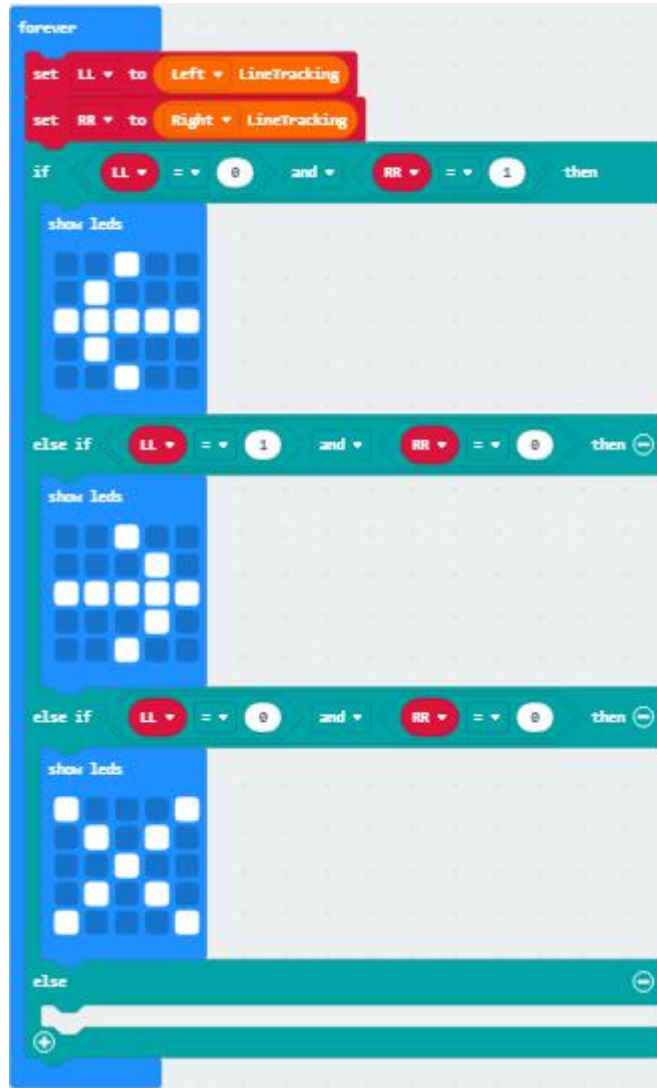 forever
set LL to Left LineTracking
set RR to Right LineTracking
if LL = 0 and RR = 1 then
show leds
else if LL = 1 and RR = 0 then
show leds
else if LL = 0 and RR = 0 then
show leds
else